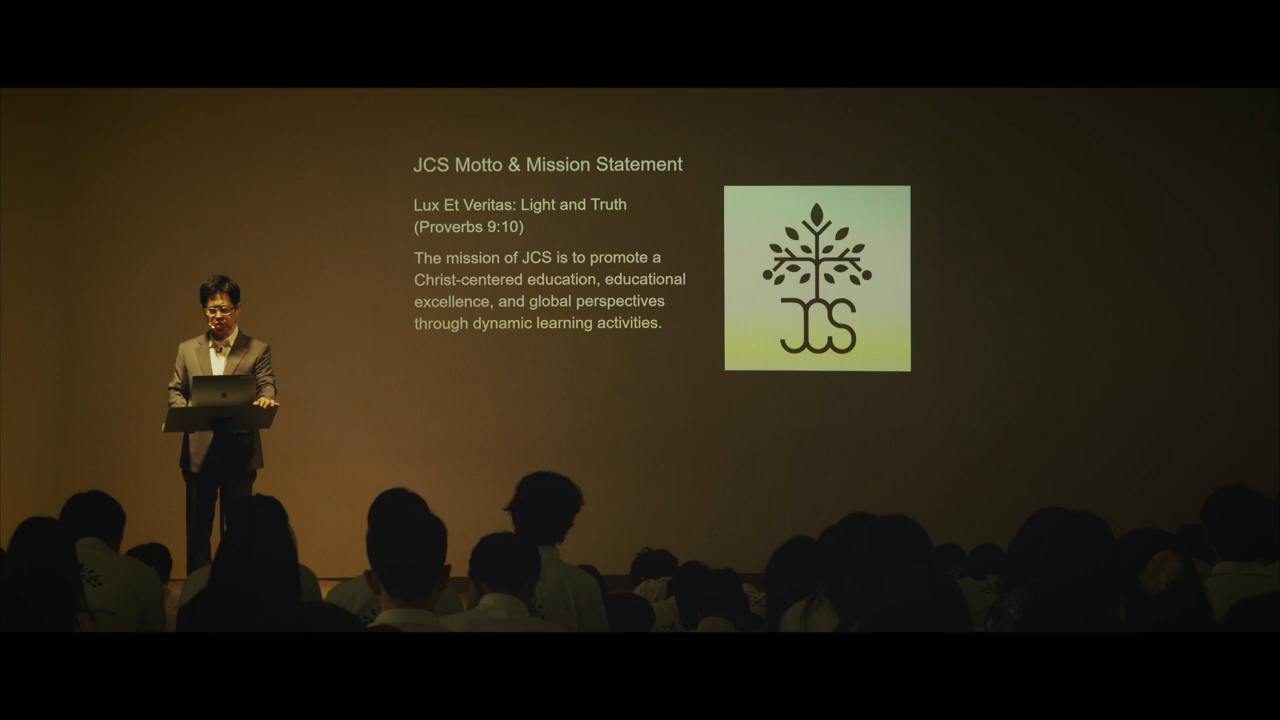 JCS Motto & Mission Statement
Lux Et Veritas: Light and Truth
(Proverbs 9:10)
The mission of JCS is to promote a
Christ-centered education, educational
excellence, and global perspectives
through dynamic learning activities.
JCS